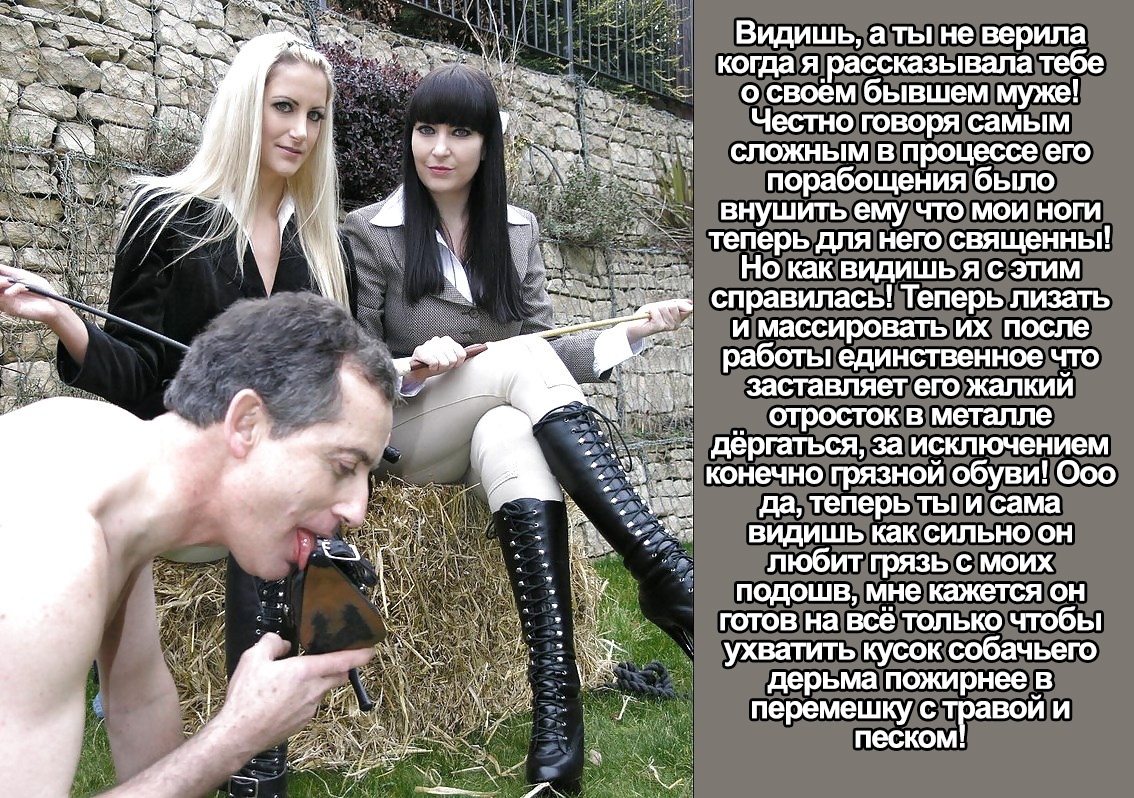 Видишь, а ты не верила
когда я рассказывала тебе
о своём бывшем муже!
Честно говоря самым
сложным в процессе его
порабощения было
внушить ему что мои ноги
теперь для него священны!
Но как видишь я с этим
справилась! Теперь лизать
и массировать их  после
работы единственное что
заставляет его жалкий
отросток в металле
дёргаться, за исключением
конечно грязной обуви! Ооо
да, теперь ты и сама
видишь как сильно он
любит грязь с моих
подошв, мне кажется он
готов на всё только чтобы
ухватить кусок собачьего
дерьма пожирнее в
перемешку с травой и
песком!